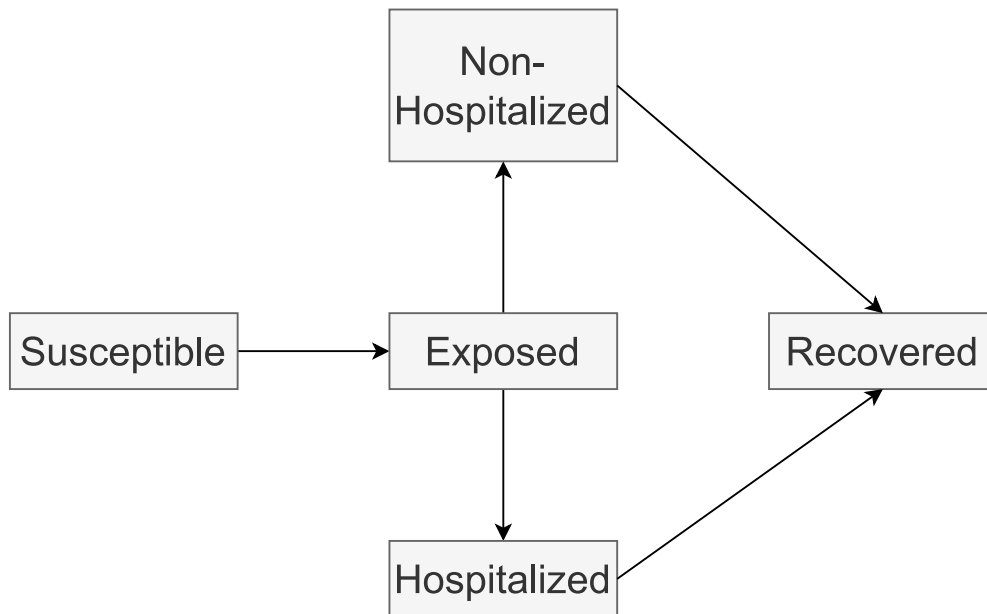 Non-
Hospitalized
Susceptible
Exposed
Recovered
Hospitalized